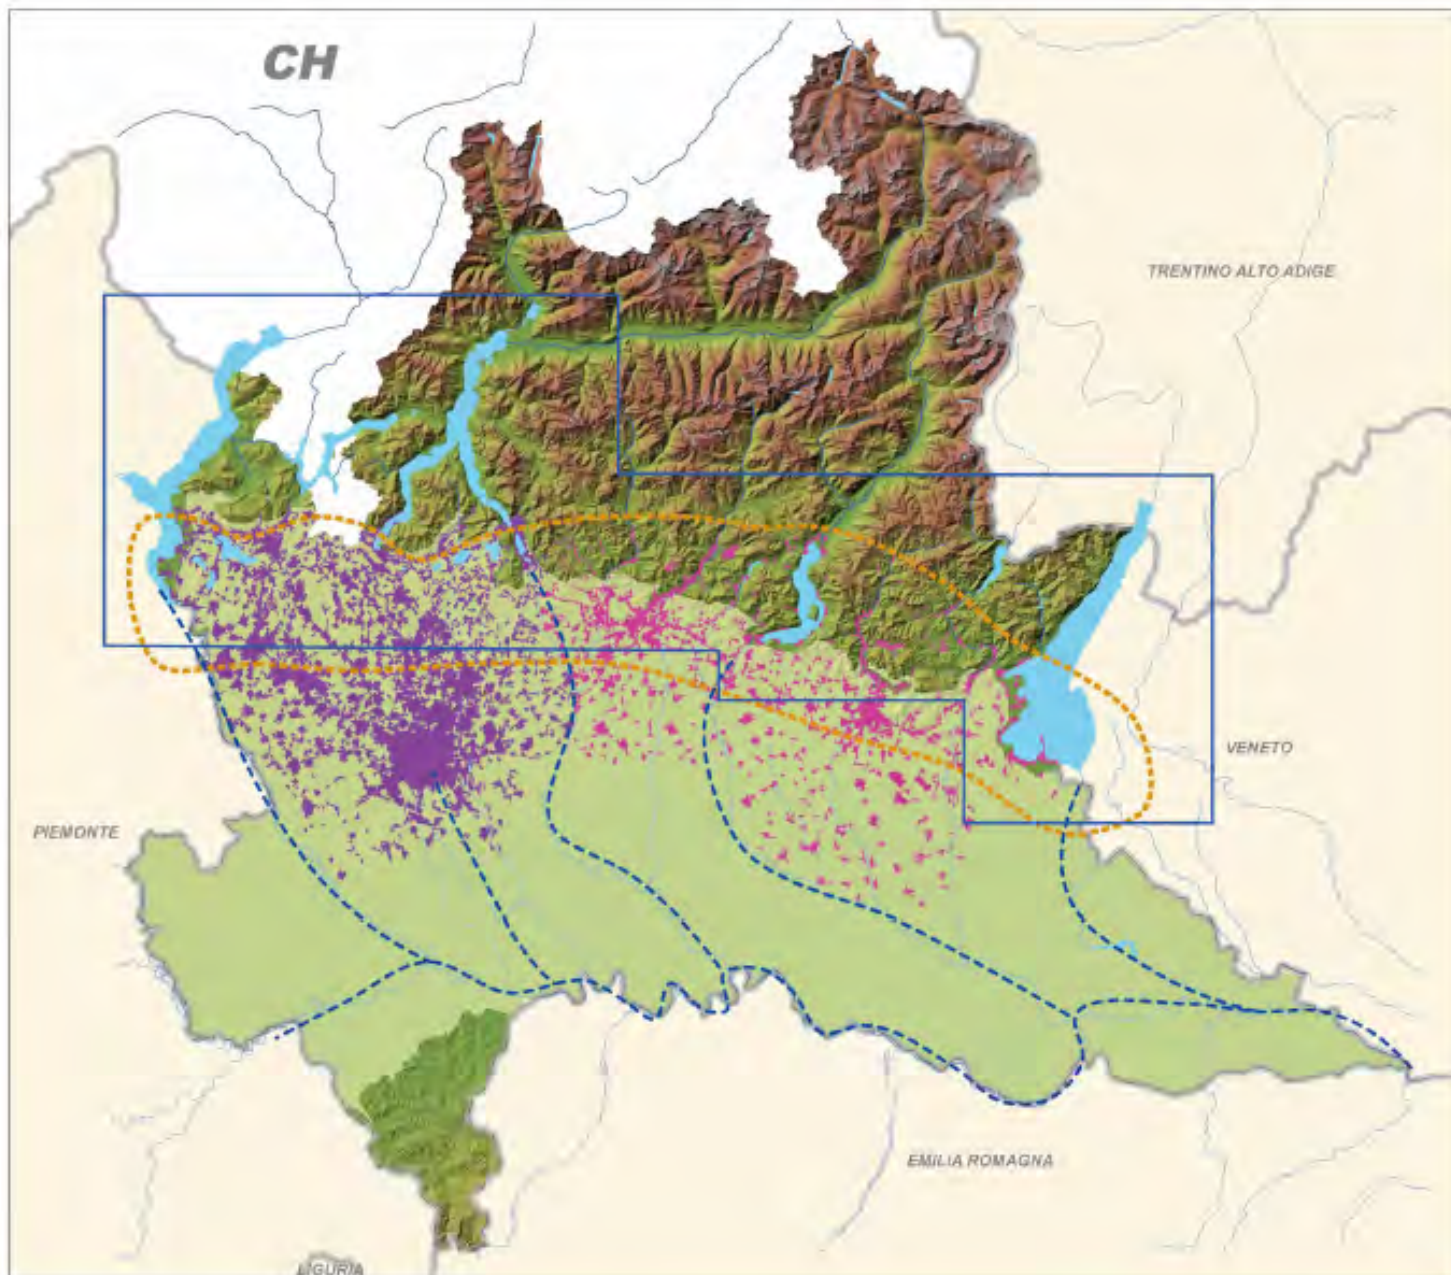 CH
TRENTINO ALTO ADIGE
VENETO
PIEMONTE
EMILIA ROMAGNA
LIGURIA